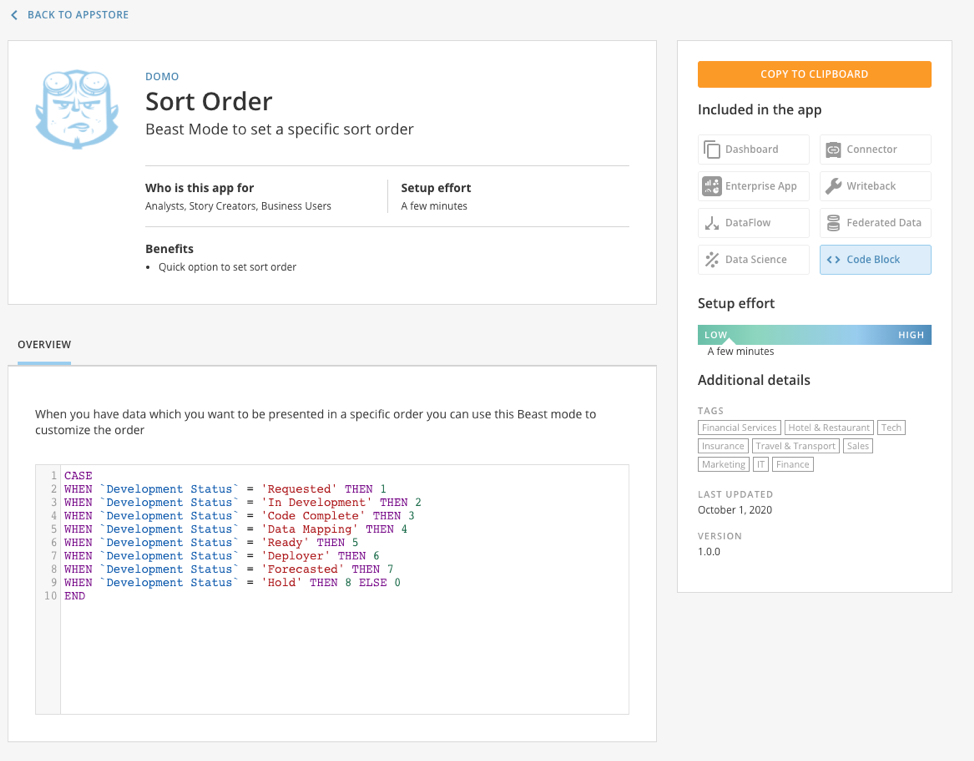 BACK TO APPSTORE
DOMO
Sort Order
Beast Mode to set a specific sort order
Who is this app for
Analysts, Story Creators, Business Users
Setup effort
A few minutes
Benefits
• Quick option to set sort order
OVERVIEW
When you have data which you want to be presented in a specific order you can use this Beast mode to
customize the order
1 CASE
2 WHEN `Development Status` = 'Requested' THEN 1
3 WHEN `Development Status` = 'In Development' THEN 2
4 WHEN `Development Status` = 'Code Complete' THEN 3
5 WHEN `Development Status` = 'Data Mapping' THEN 4
6 WHEN `Development Status` = 'Ready' THEN 5
7 WHEN `Development Status` = 'Deployer' THEN 6
8 WHEN `Development Status` = 'Forecasted' THEN 7
9 WHEN `Development Status` = 'Hold' THEN 8 ELSE 0
10 END
COPY TO CLIPBOARD
Included in the app
Dashboard Connector
Enterprise App Writeback
DataFlow Federated Data
Data Science Code Block
Setup effort
LOW HIGH
A few minutes
Additional details
TAGS
Financial Services Hotel & Restaurant Tech
Insurance Travel & Transport Sales
Marketing IT Finance
LAST UPDATED
October 1, 2020
VERSION
1.0.0